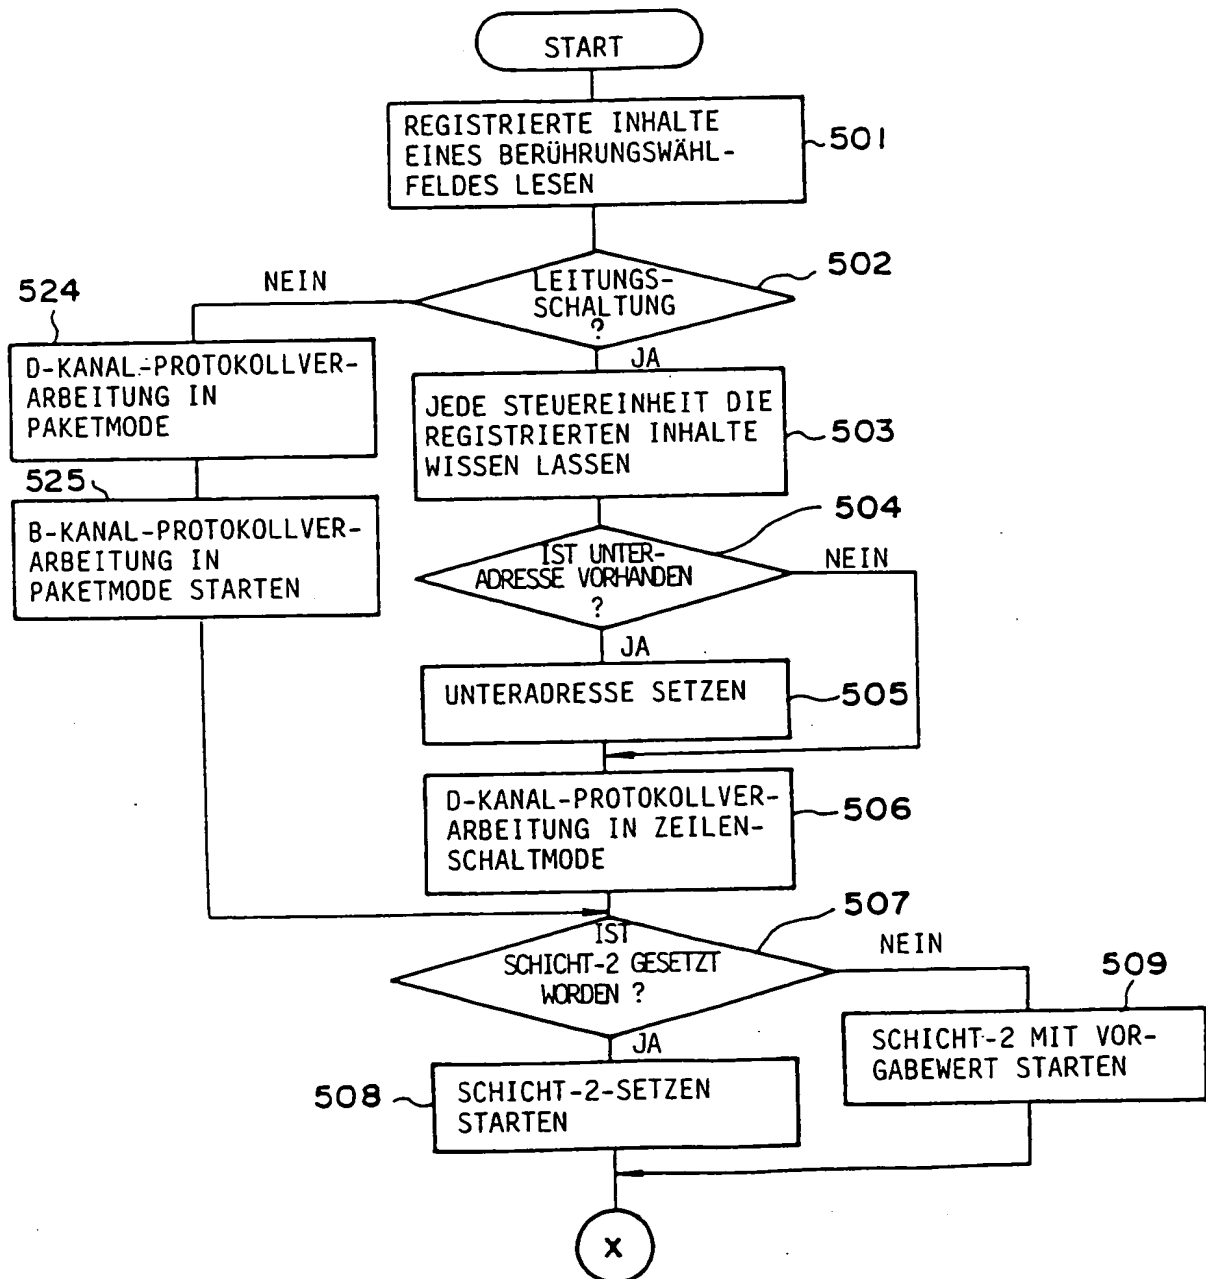 START
REGISTRIERTE INHALTE
EINES BERÜHRUNGSWÄHL-
FELDES LESEN
501
LEITUNGS-
SCHALTUNG
?
502
NEIN
JA
524
D-KANAL-PROTOKOLLVER-
ARBEITUNG IN
PAKETMODE
525
B-KANAL-PROTOKOLLVER-
ARBEITUNG IN
PAKETMODE STARTEN
JEDE STEUEREINHEIT DIE
REGISTRIERTEN INHALTE
WISSEN LASSEN
503
IST UNTER-
ADRESSE VORHANDEN
?
504
NEIN
JA
UNTERADRESSE SETZEN
505
D-KANAL-PROTOKOLLVER-
ARBEITUNG IN ZEILEN-
SCHALTMODE
506
IST
SCHICHT-2 GESETZT
WORDEN ?
507
NEIN
JA
508
SCHICHT-2-SETZEN
STARTEN
509
SCHICHT-2 MIT VOR-
GABEWERT STARTEN
X